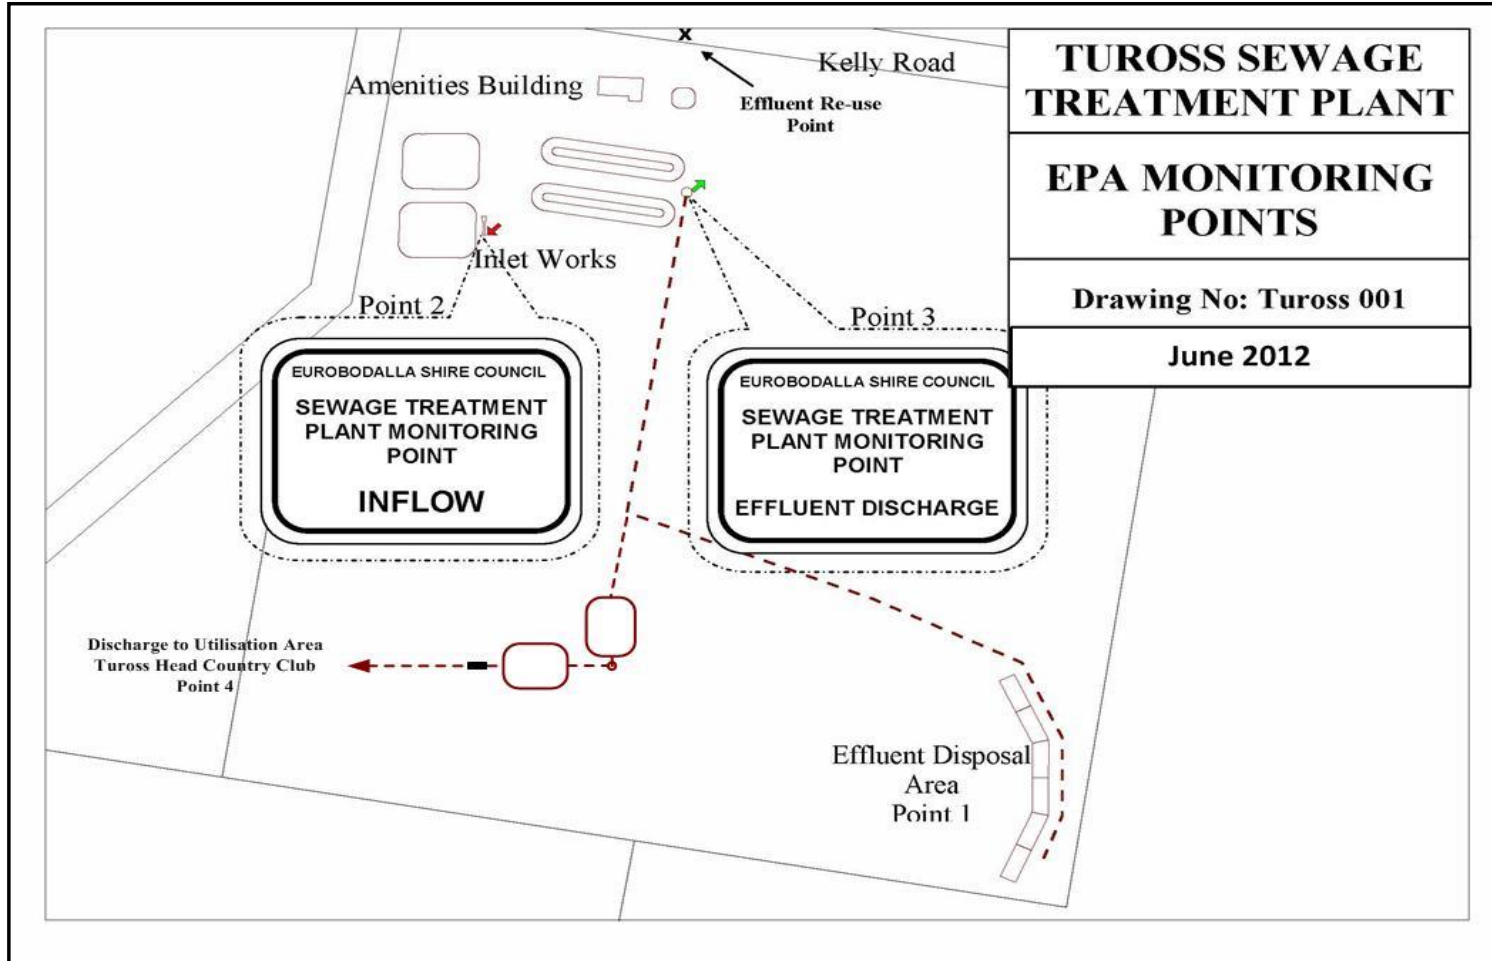 TUROSS SEWAGE
TREATMENT PLANT
EPA MONITORING
POINTS
Drawing No: Tuross 001
June 2012
X
Kelly Road
Amenities Building
Effluent Re-use
Point
Inlet Works
Point 2
Point 3
EUROBODALLA SHIRE COUNCIL
SEWAGE TREATMENT
PLANT MONITORING
POINT
INFLOW
EUROBODALLA SHIRE COUNCIL
SEWAGE TREATMENT
PLANT MONITORING
POINT
EFFLUENT DISCHARGE
Discharge to Utilisation Area
Tuross Head Country Club
Point 4
Effluent Disposal
Area
Point 1